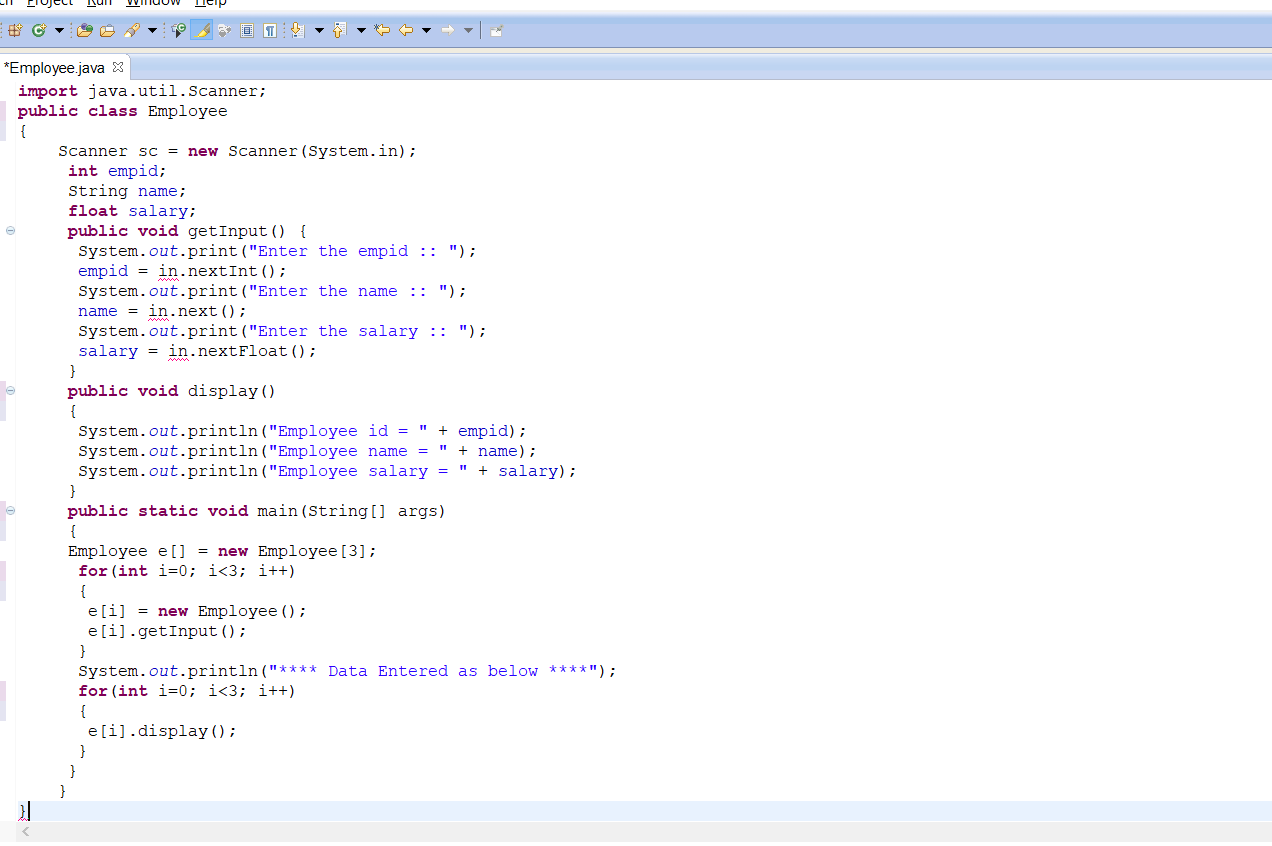 Project Run Window Help
*Employee.java
import java.util.Scanner;
public class Employee
{
Scanner sc = new Scanner(System.in);
int empid;
String name;
float salary;
public void getInput() {
System.out.print("Enter the empid :: ");
empid = in.nextInt();
System.out.print("Enter the name :: ");
name = in.next();
System.out.print("Enter the salary :: ");
salary = in.nextFloat();
}
public void display()
{
System.out.println("Employee id = " + empid);
System.out.println("Employee name = " + name);
System.out.println("Employee salary = " + salary);
}
public static void main(String[] args)
{
Employee e[] = new Employee[3];
for(int i=0; i<3; i++)
{
e[i] = new Employee();
e[i].getInput();
}
System.out.println("**** Data Entered as below ****");
for(int i=0; i<3; i++)
{
e[i].display();
}
}
}
}